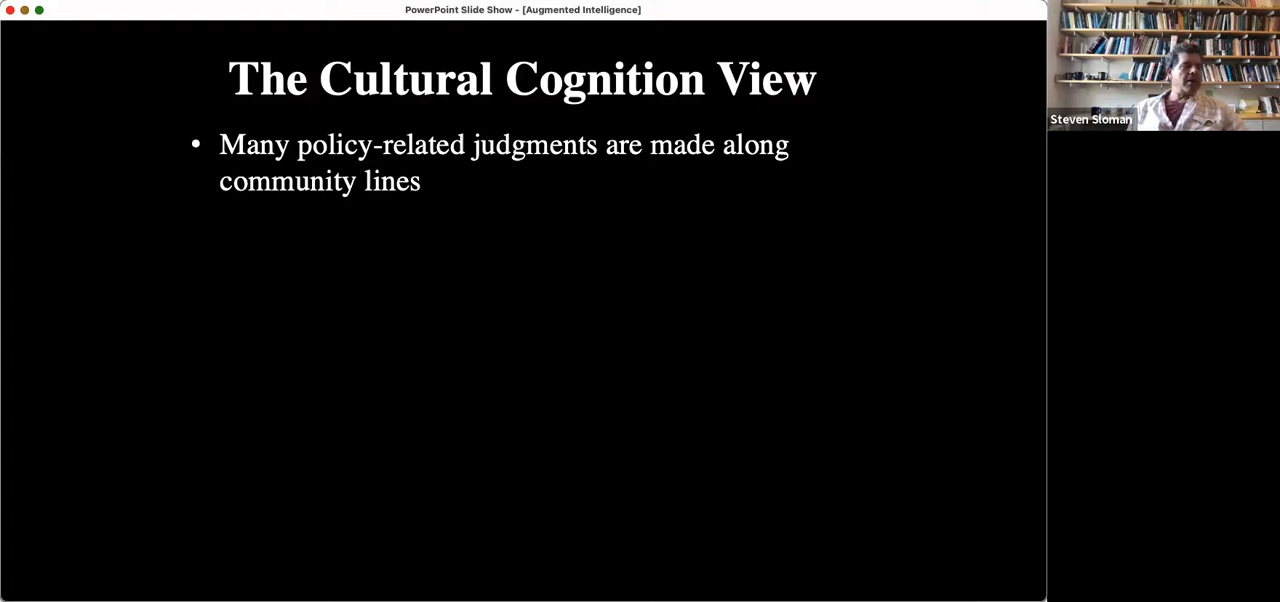 PowerPoint Slide Show - [Augmented Intelligence]
The Cultural Cognition View
• Many policy-related judgments are made along
community lines
Steven Sloman